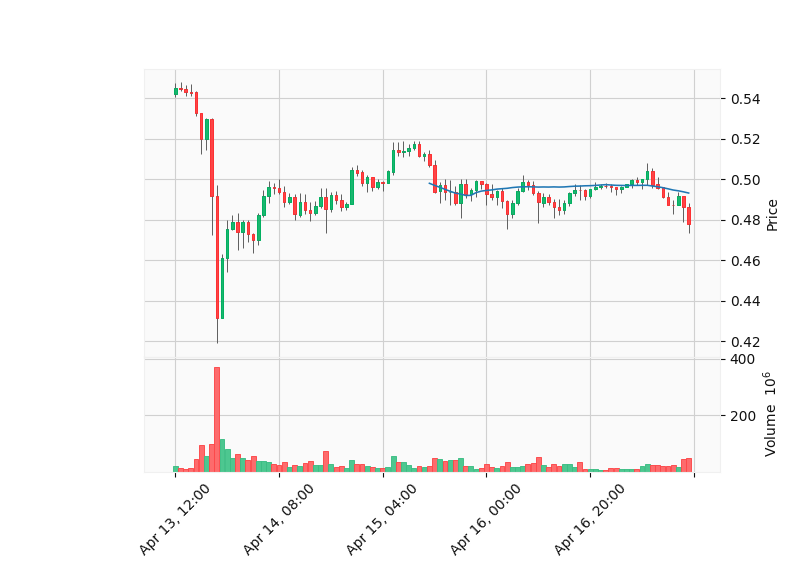 0.54
0.52
0.50
0.48
0.46
0.44
0.42
Price
400
200
Volume 10^6
Apr 13, 12:00
Apr 14, 08:00
Apr 15, 04:00
Apr 16, 00:00
Apr 16, 20:00